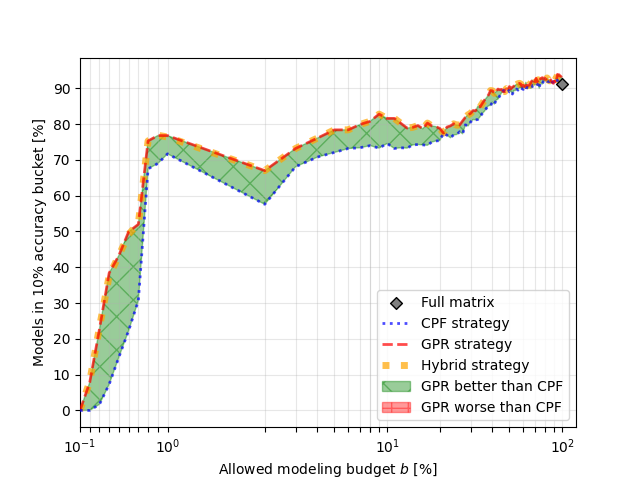 Models in 10% accuracy bucket [%]
90
80
70
60
50
40
30
20
10
0
Full matrix
CPF strategy
GPR strategy
Hybrid strategy
GPR better than CPF
GPR worse than CPF
10⁻¹ 10⁰ 10¹ 10²
Allowed modeling budget b [%]